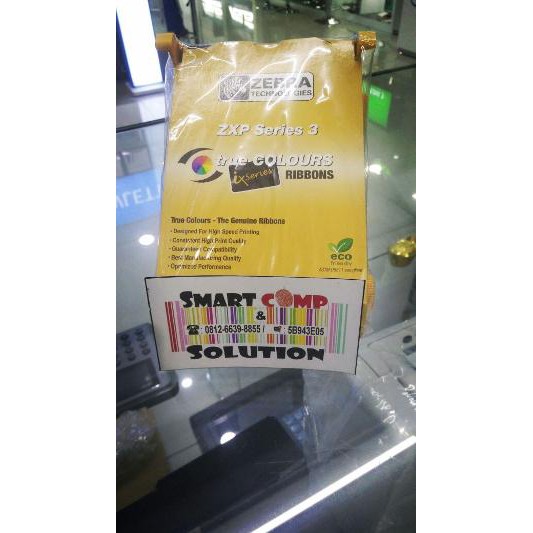 ZEBRA
TECHNOLOGIES
ZXP Series 3
true COLOURS
ix Series
RIBBONS
True Colours - The Genuine Ribbons
- Designed For High Speed Printing
- Consistent High Print Quality
- Guaranteed Compatibility
- Best Manufacturing Quality
- Optimized Performance
eco
SMART COMP
&
: 0812-6639-8855 / : 5B943E05
SOLUTION